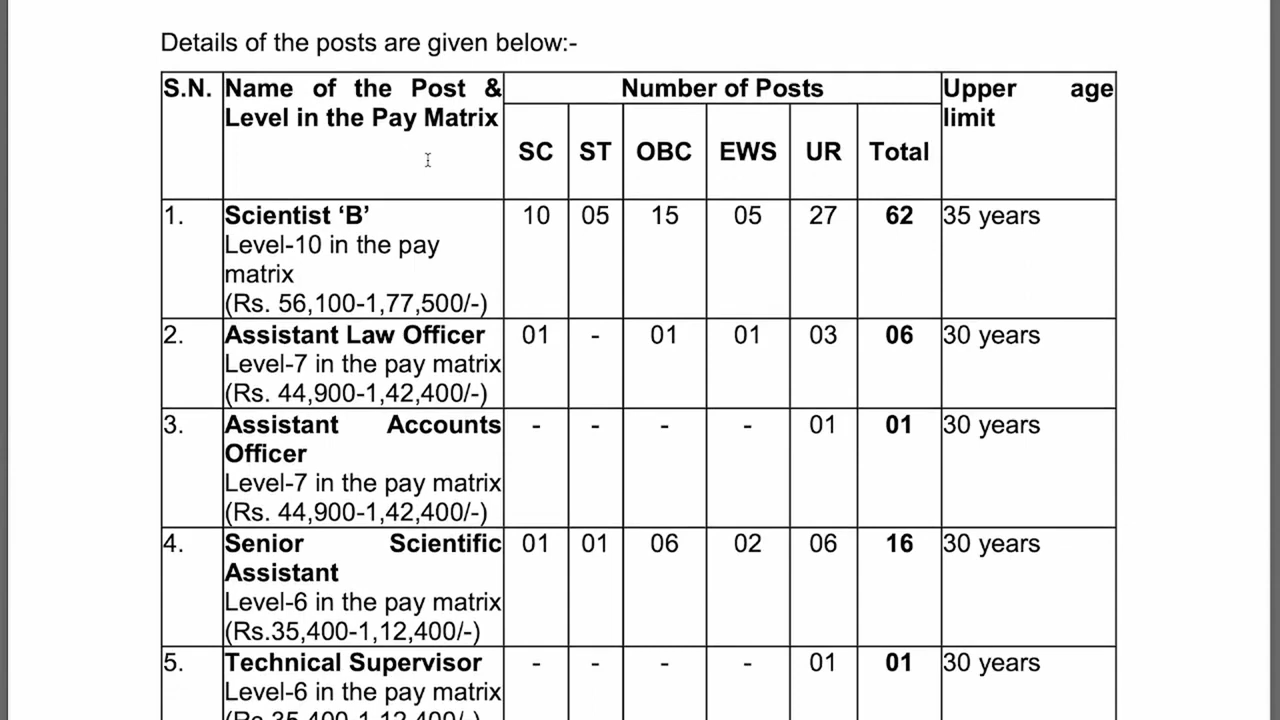 Details of the posts are given below:-
S.N. Name of the Post & Number of Posts Upper age
Level in the Pay Matrix limit
SC ST OBC EWS UR Total
1. Scientist ‘B’ 10 05 15 05 27 62 35 years
Level-10 in the pay
matrix
(Rs. 56,100-1,77,500/-)
2. Assistant Law Officer 01 - 01 01 03 06 30 years
Level-7 in the pay matrix
(Rs. 44,900-1,42,400/-)
3. Assistant Accounts - - - - 01 01 30 years
Officer
Level-7 in the pay matrix
(Rs. 44,900-1,42,400/-)
4. Senior Scientific 01 01 06 02 06 16 30 years
Assistant
Level-6 in the pay matrix
(Rs.35,400-1,12,400/-)
5. Technical Supervisor - - - - 01 01 30 years
Level-6 in the pay matrix
(Rs.35,400-1,12,400/-)